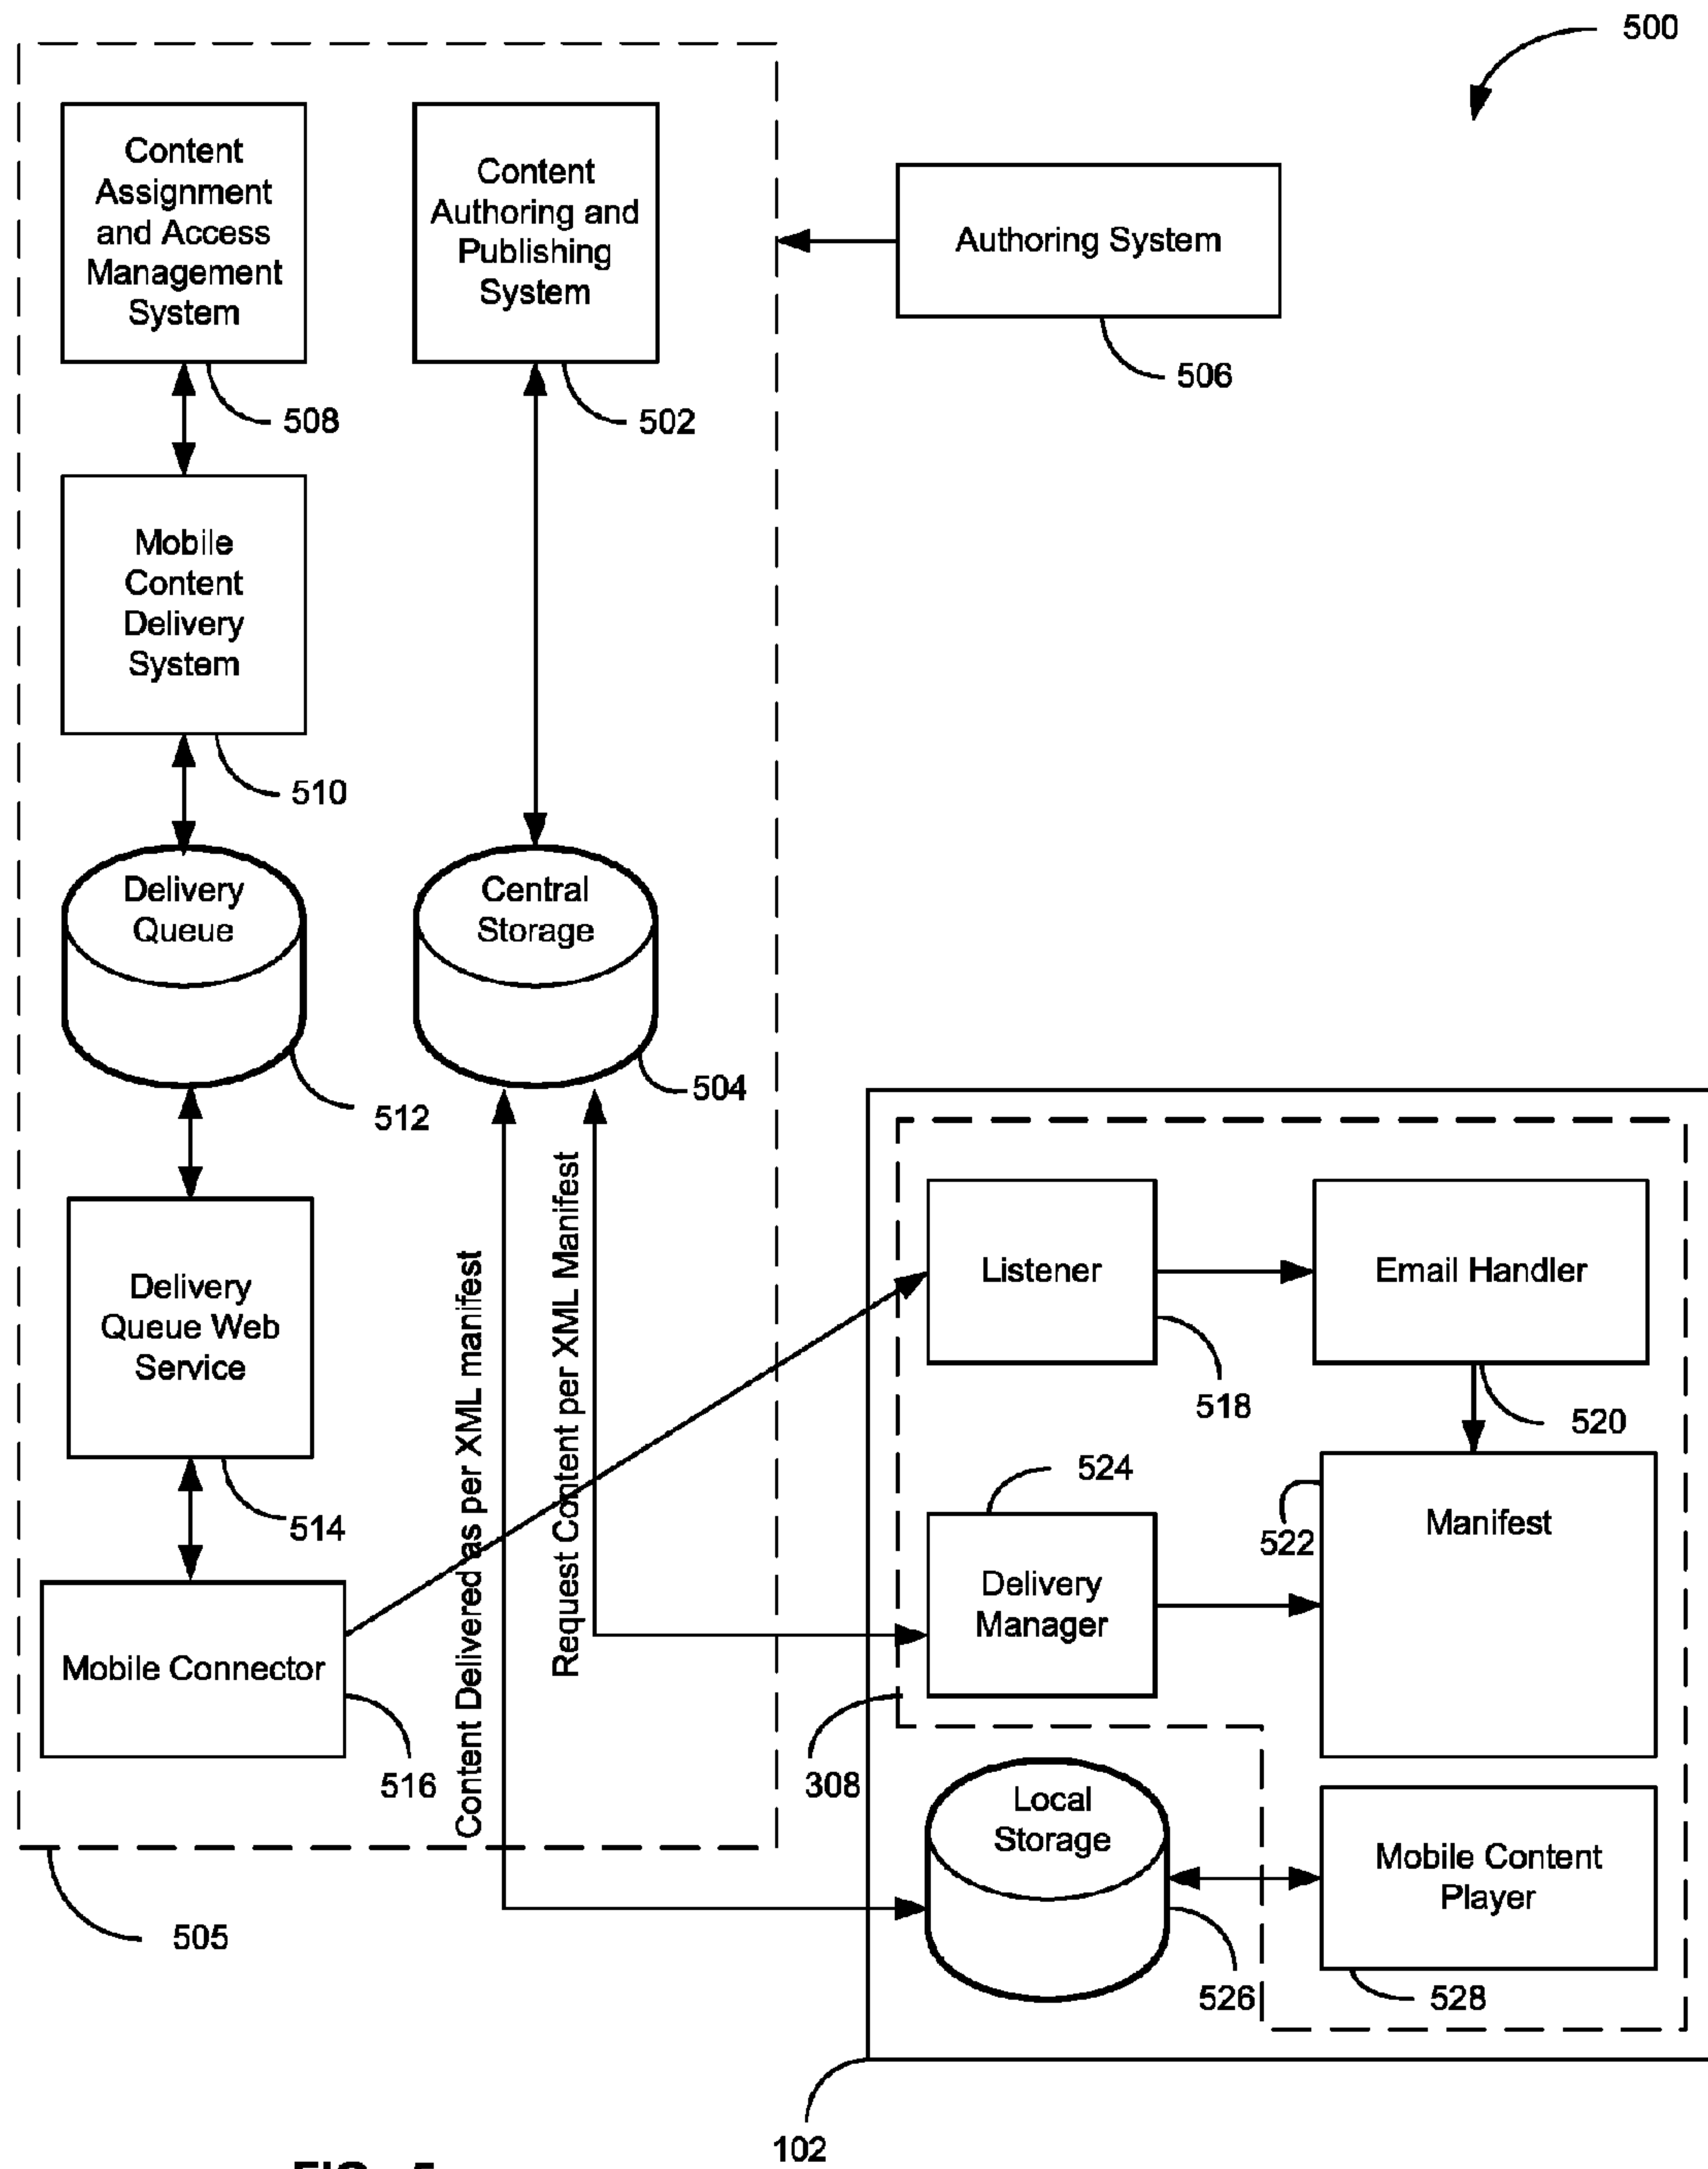 500
Content
Assignment
and Access
Management
System
508
Content
Authoring and
Publishing
System
502
Authoring System
506
Mobile
Content
Delivery
System
510
Delivery
Queue
512
Central
Storage
504
Delivery
Queue Web
Service
514
Mobile Connector
516
Content Delivered as per XML manifest
Request Content per XML Manifest
505
Listener
518
Email Handler
520
524
Delivery
Manager
522
Manifest
308
Local
Storage
526
Mobile Content
Player
528
102
FIG. 5